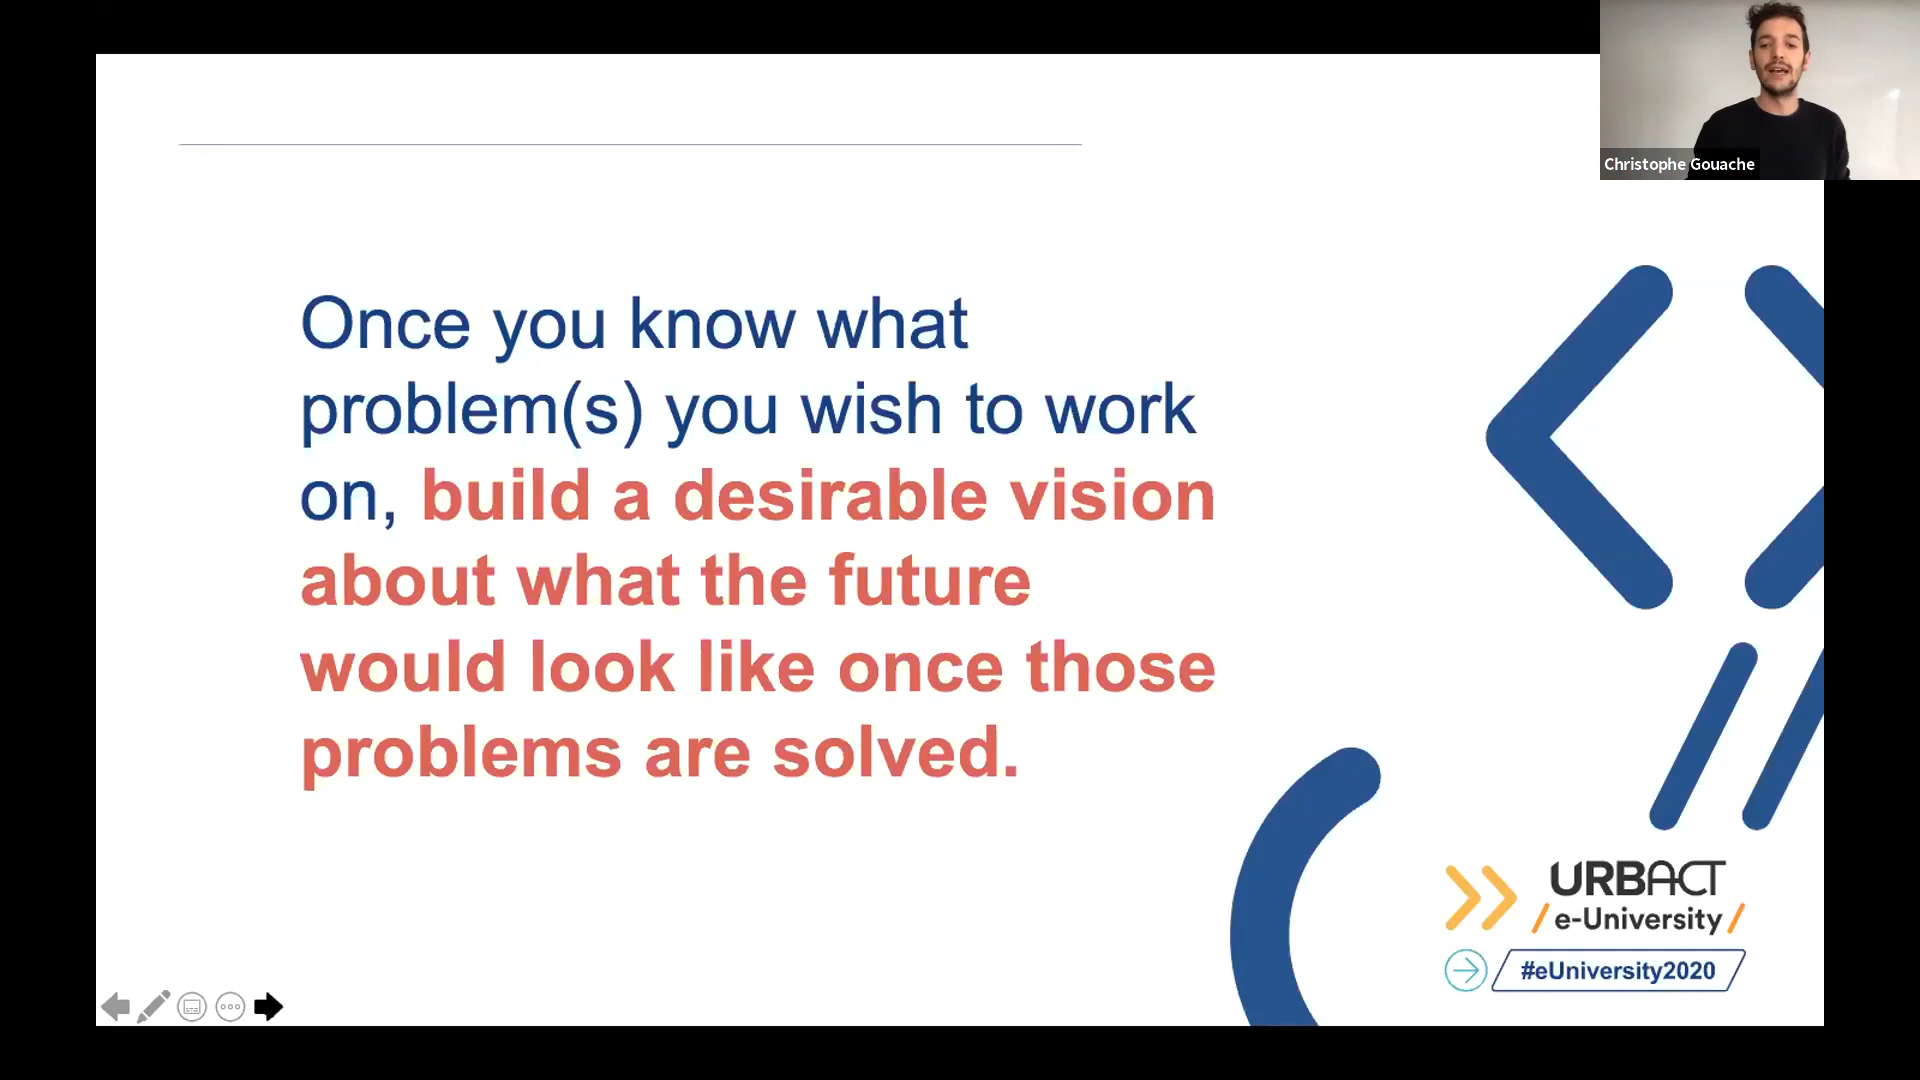 Christophe Gouache
Once you know what
problem(s) you wish to work
on, build a desirable vision
about what the future
would look like once those
problems are solved.
URBACT
/ e-University /
#eUniversity2020